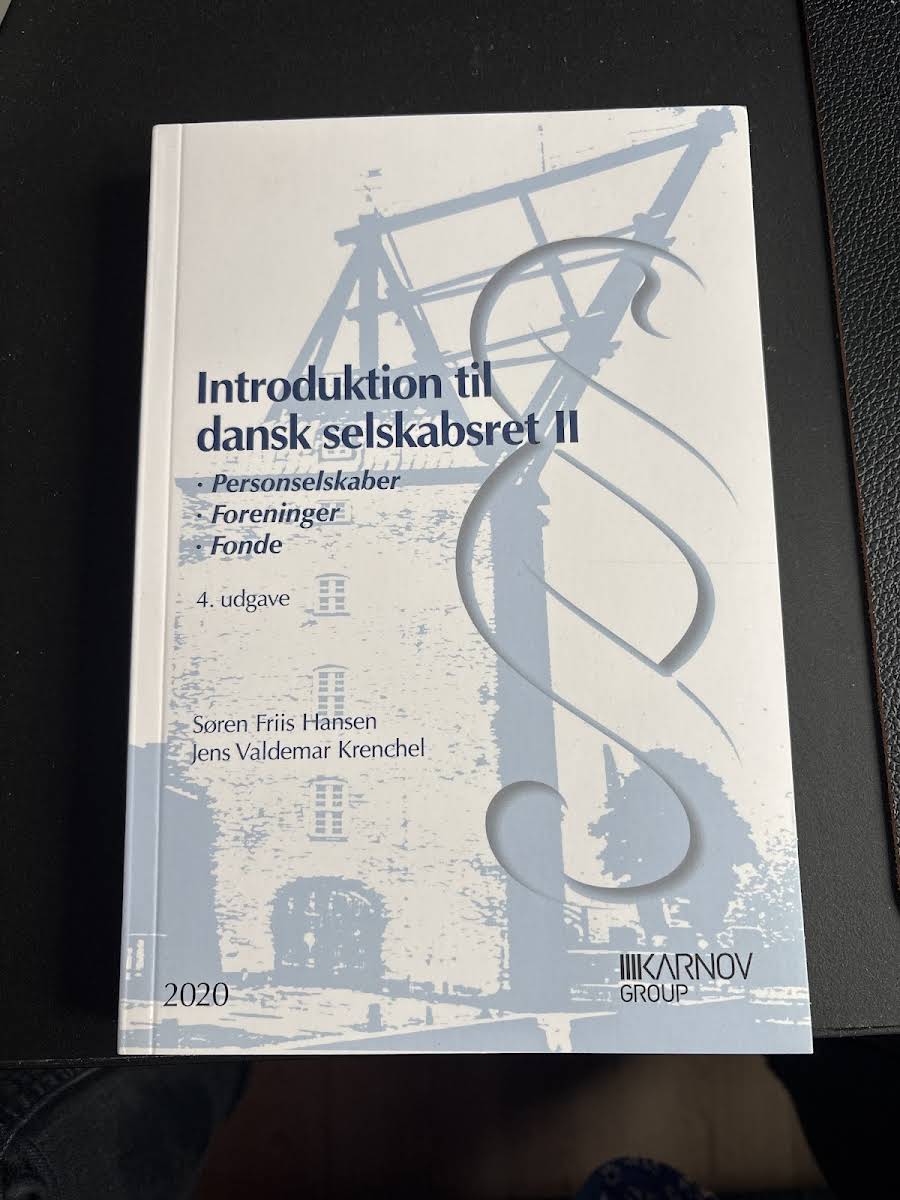 Introduktion til
dansk selskabsret II
· Personselskaber
· Foreninger
· Fonde
4. udgave
Søren Friis Hansen
Jens Valdemar Krenchel
2020
KARNOV
GROUP